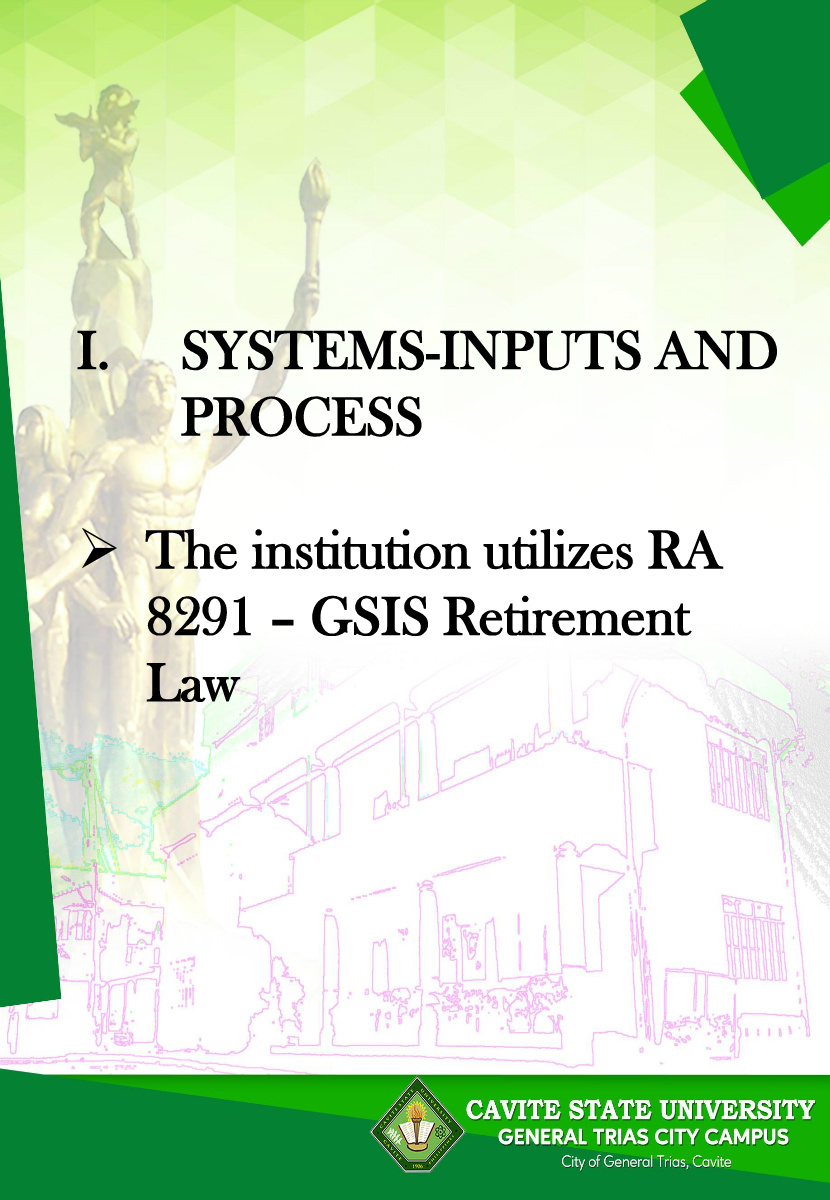 I. SYSTEMS-INPUTS AND
PROCESS
➢ The institution utilizes RA
8291 – GSIS Retirement
Law
CAVITE STATE UNIVERSITY
GENERAL TRIAS CITY CAMPUS
City of General Trias, Cavite
1906